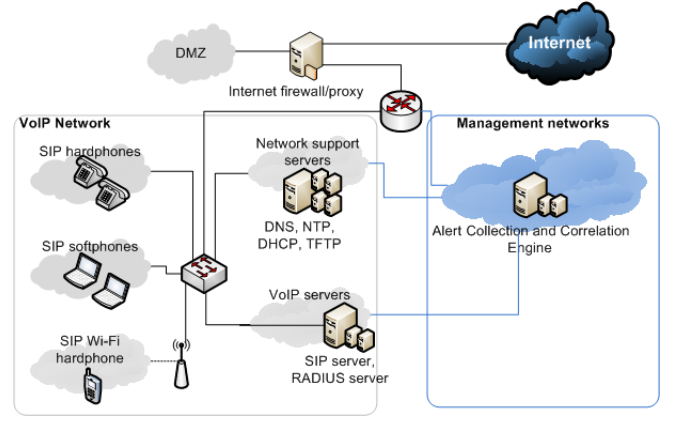 DMZ
Internet
Internet firewall/proxy
VoIP Network
SIP hardphones
SIP softphones
SIP Wi-Fi
hardphone
Network support
servers
DNS, NTP,
DHCP, TFTP
VoIP servers
SIP server,
RADIUS server
Management networks
Alert Collection and Correlation
Engine